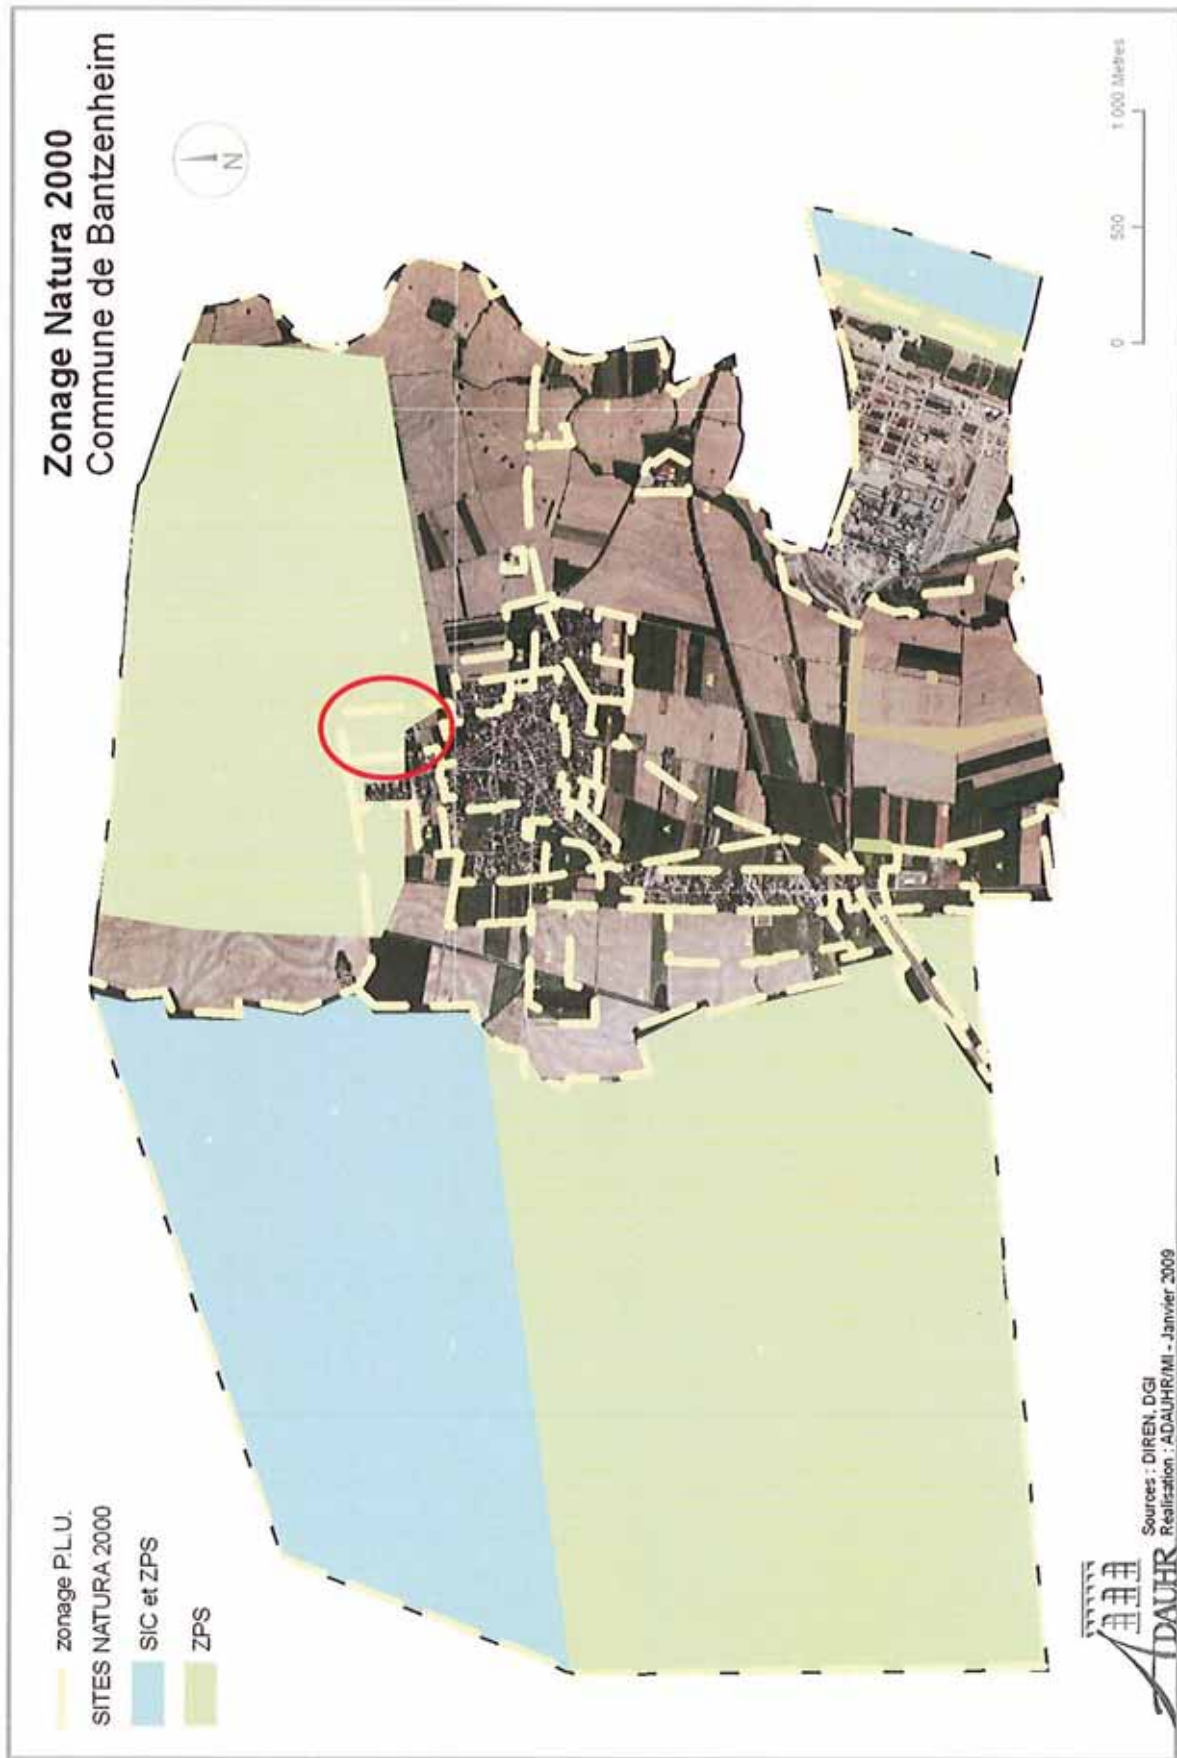 Zonage Natura 2000
Commune de Bantzenheim
N
zonage P.L.U.
SITES NATURA 2000
SIC et ZPS
ZPS
0 500 1 000 Metres
ADAUHR
Sources : DIREN, DGI
Réalisation : ADAUHR/MI - Janvier 2009